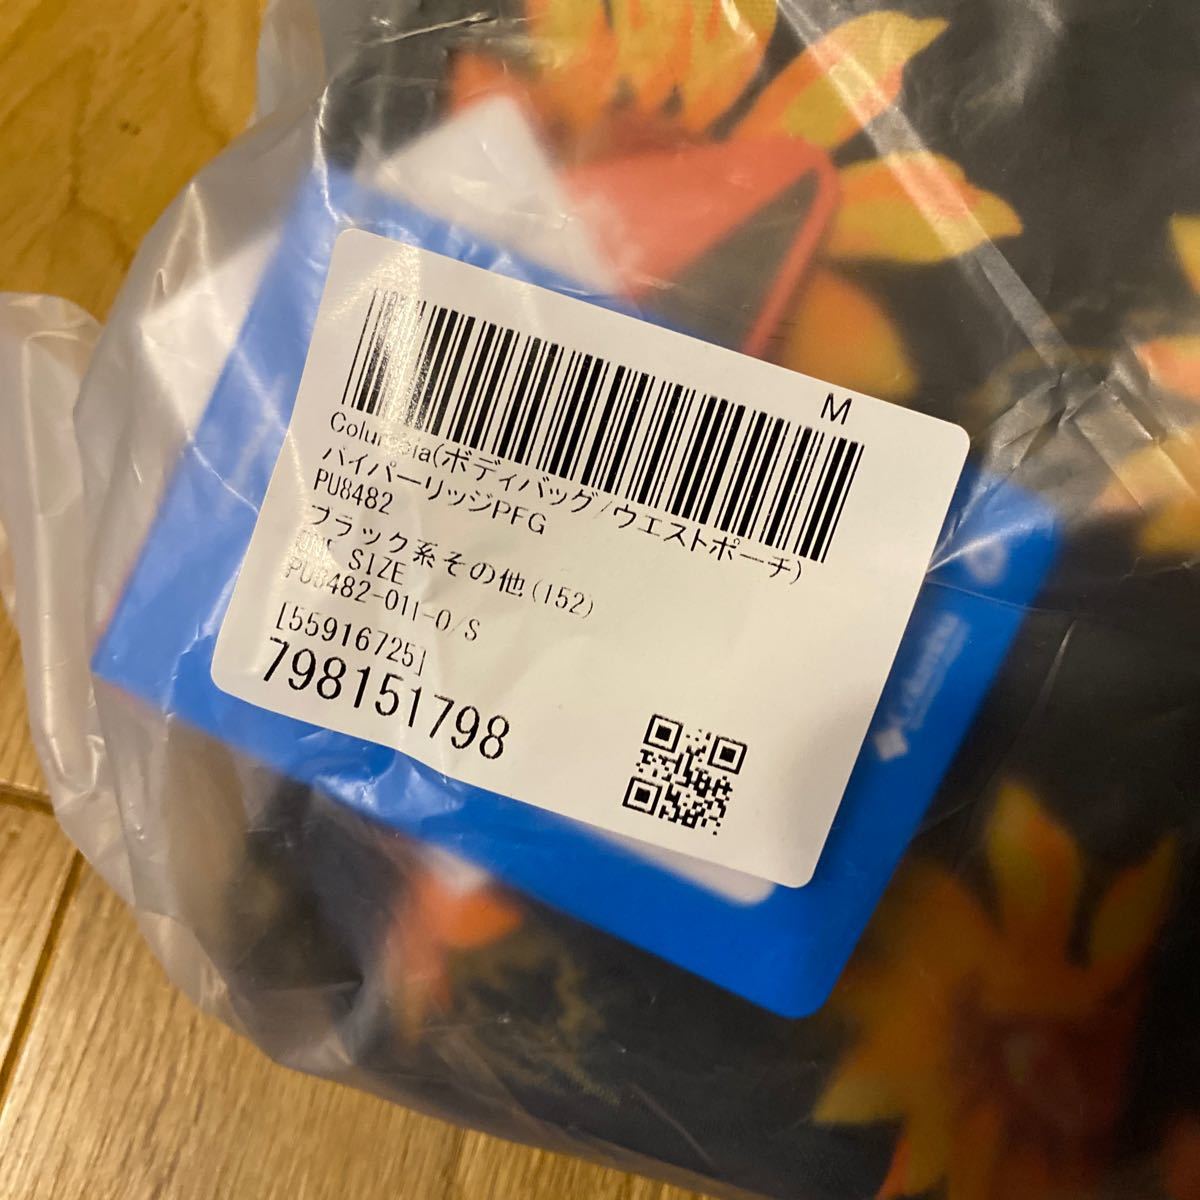 M
Columbia(ボディバッグ/ウエストポーチ)
バイパーリッジPFG
PU8482
ブラック系その他(152)
SIZE
PU8482-011-0/S
[55916725]
798151798